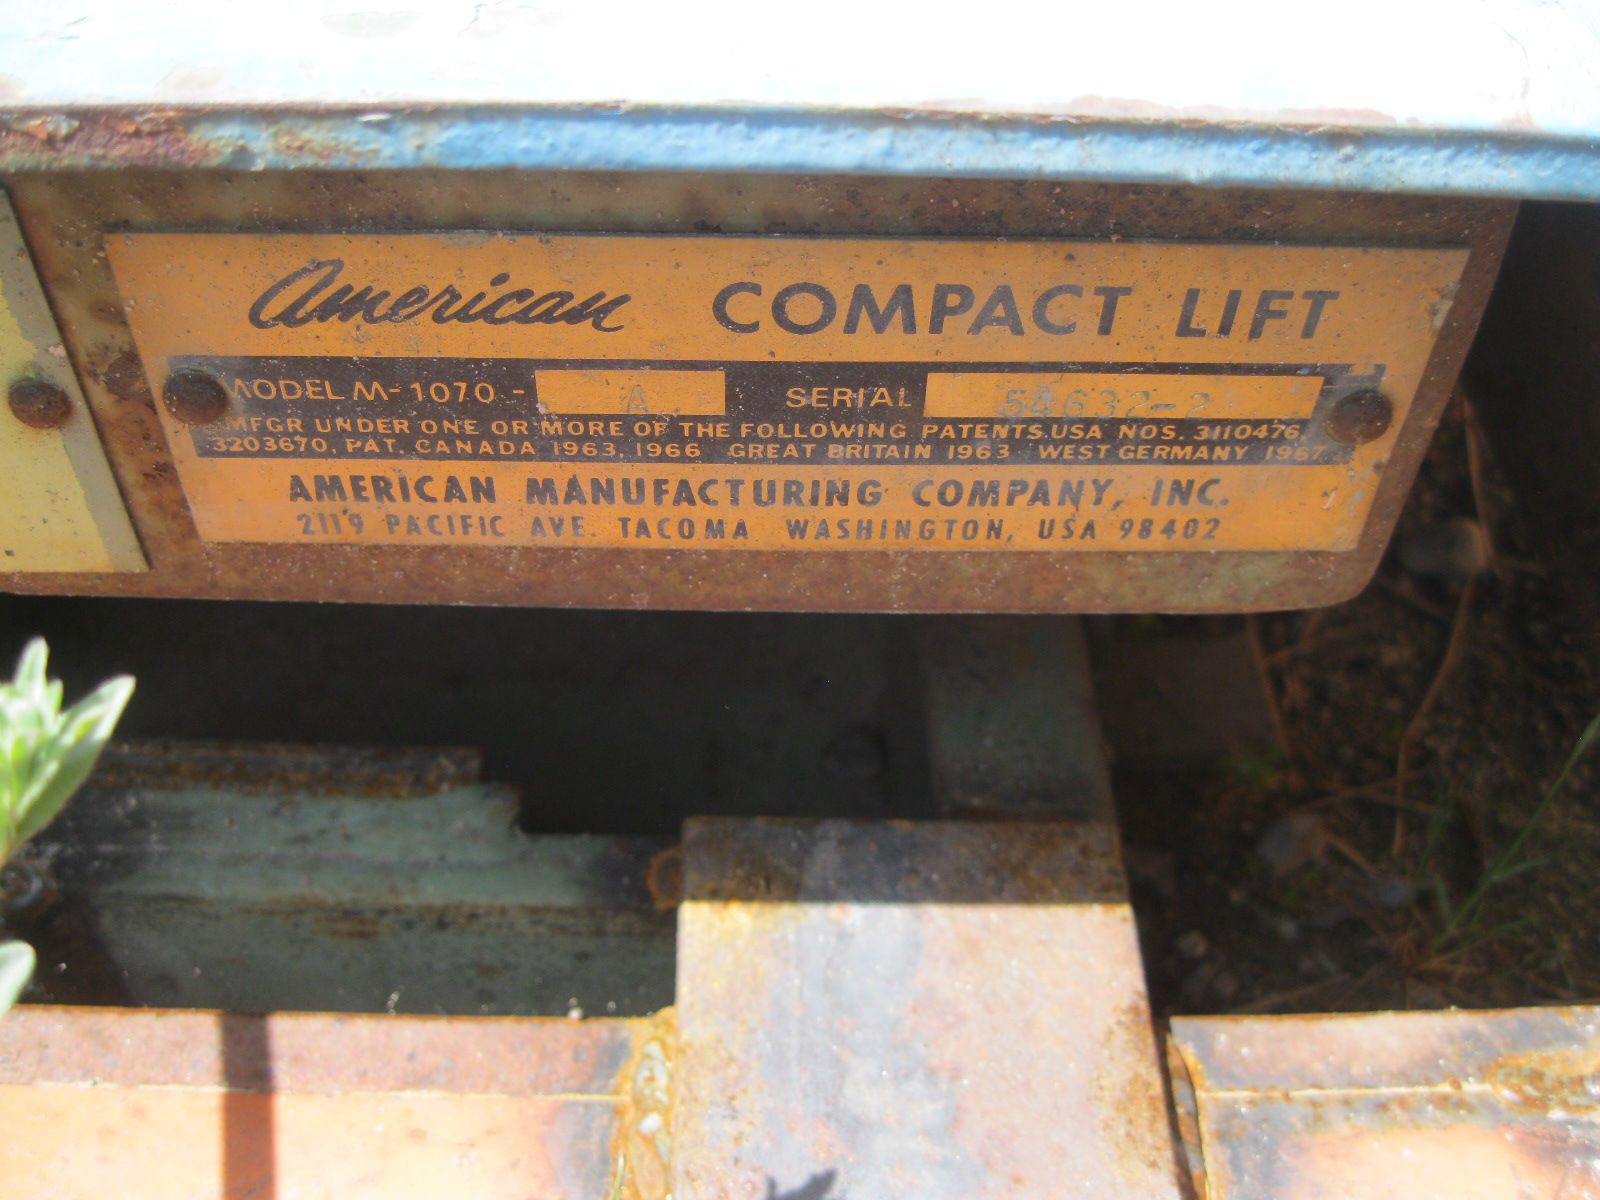 American COMPACT LIFT
MODEL M-1070 - A SERIAL 54632-2
MFGR UNDER ONE OR MORE OF THE FOLLOWING PATENTS.USA NOS. 3110476,
3203670, PAT. CANADA 1963, 1966 GREAT BRITAIN 1963 WEST GERMANY 1967
AMERICAN MANUFACTURING COMPANY, INC.
2119 PACIFIC AVE. TACOMA WASHINGTON, USA 98402